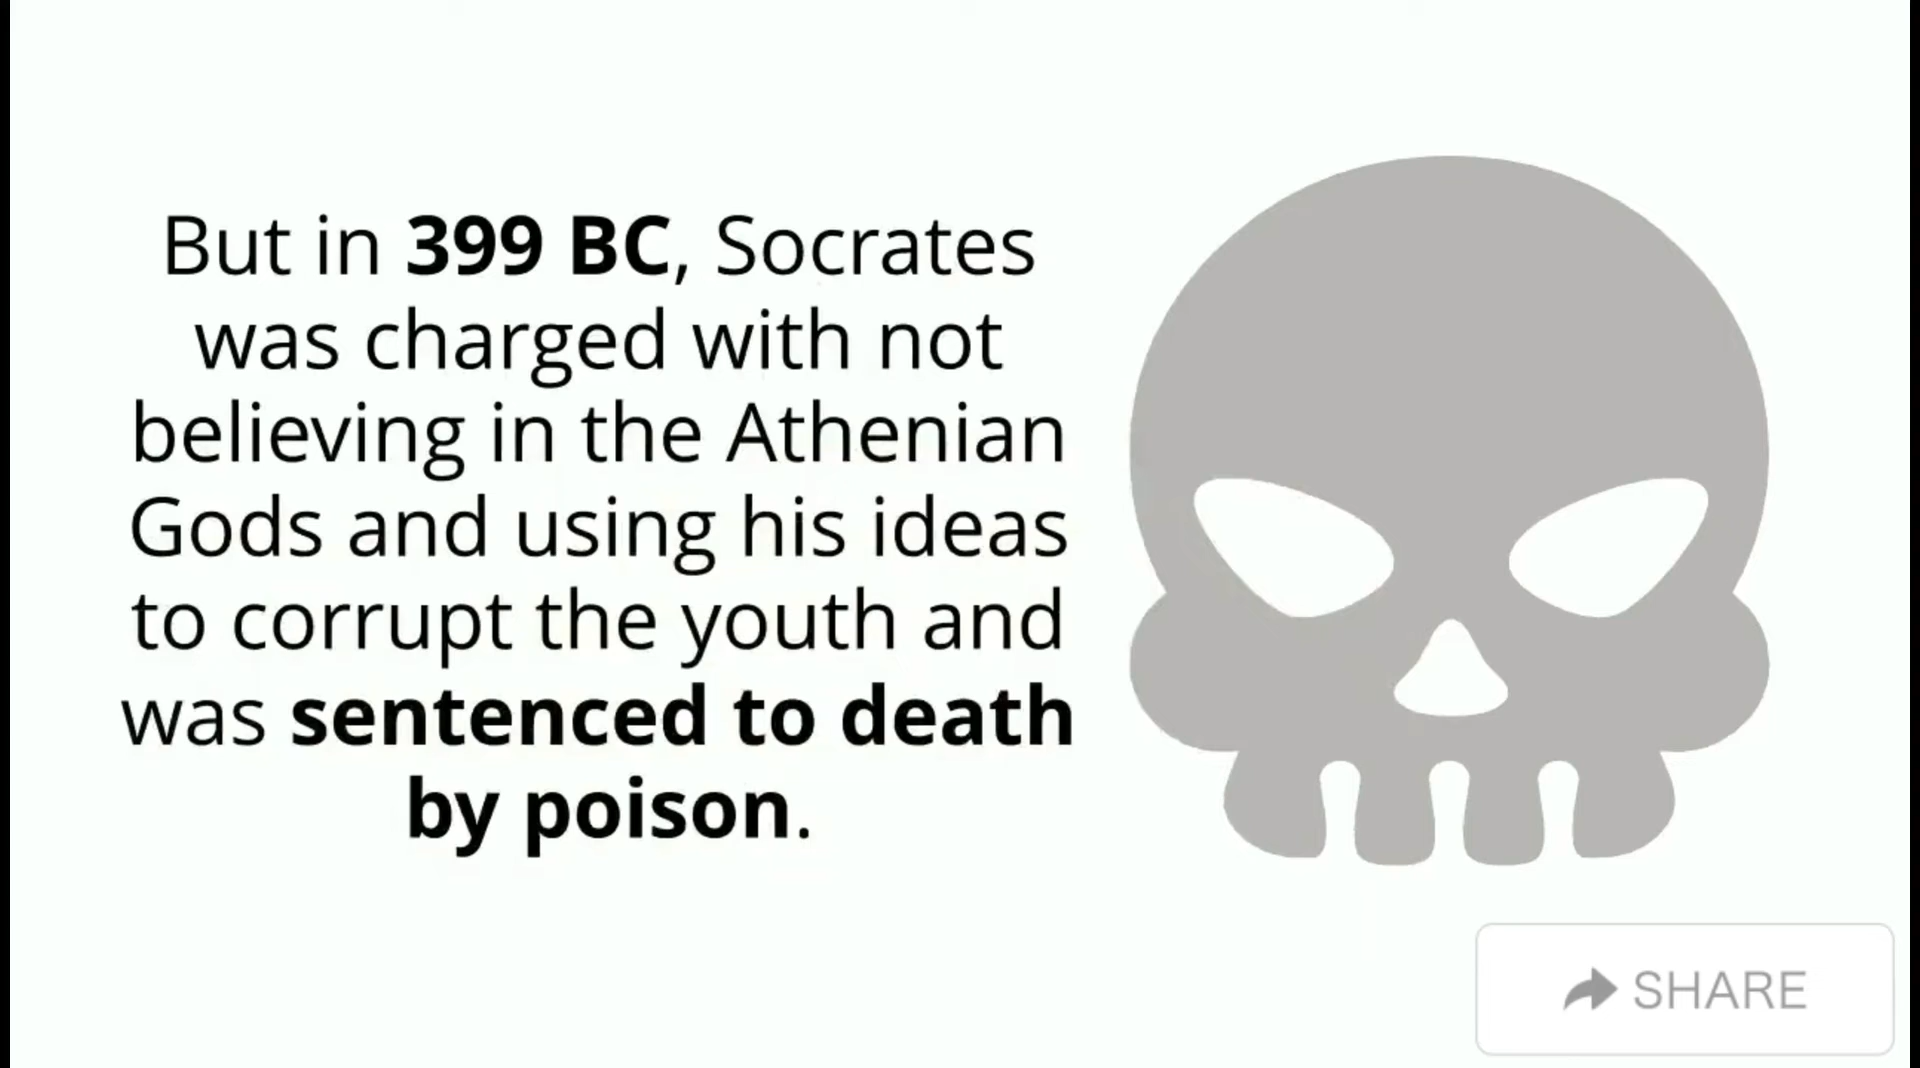 But in 399 BC, Socrates
was charged with not
believing in the Athenian
Gods and using his ideas
to corrupt the youth and
was sentenced to death
by poison.
SHARE